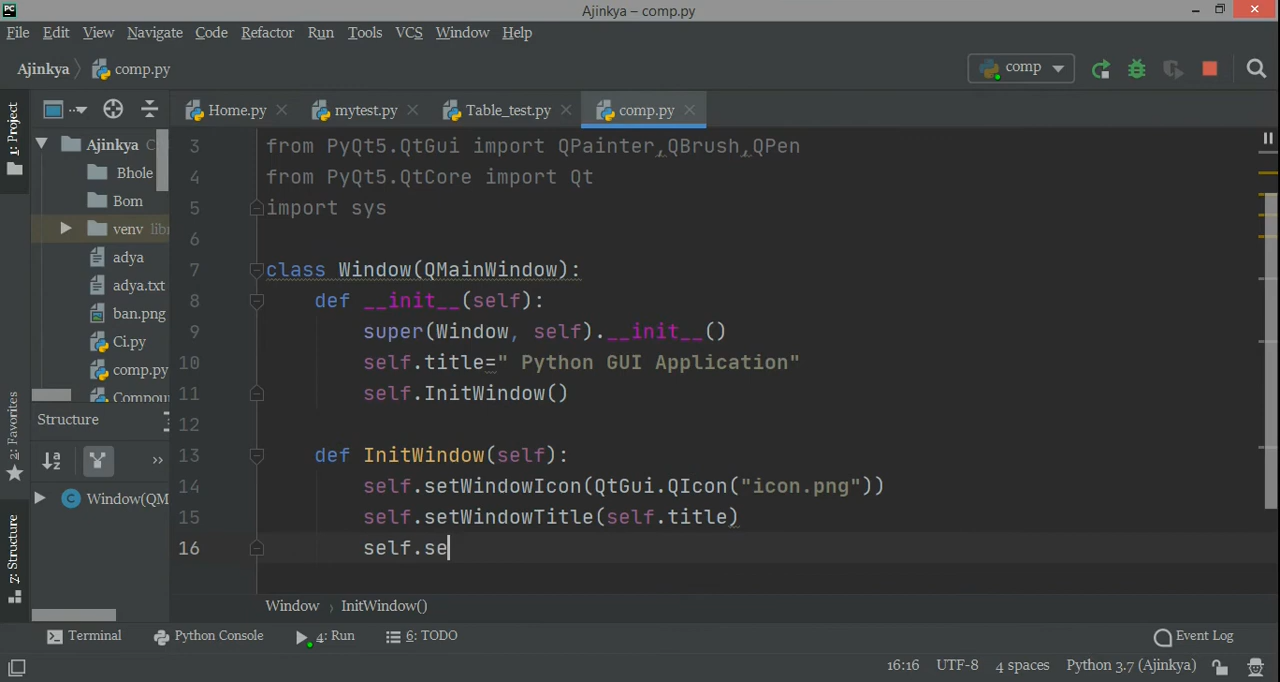 PC
Ajinkya – comp.py
File Edit View Navigate Code Refactor Run Tools VCS Window Help
Ajinkya comp.py comp
Home.py mytest.py Table_test.py comp.py
1: Project
Ajinkya C
Bhole
Bom
venv libr
adya
adya.txt
ban.png
Ci.py
comp.py
Compour
2: Favorites
Structure
Window(QM
7: Structure
3 from PyQt5.QtGui import QPainter,QBrush,QPen
4 from PyQt5.QtCore import Qt
5 import sys
6
7 class Window(QMainWindow):
8 def __init__(self):
9 super(Window, self).__init__()
10 self.title=" Python GUI Application"
11 self.InitWindow()
12
13 def InitWindow(self):
14 self.setWindowIcon(QtGui.QIcon("icon.png"))
15 self.setWindowTitle(self.title)
16 self.se
Window › InitWindow()
Terminal Python Console 4: Run 6: TODO Event Log
16:16 UTF-8 4 spaces Python 3.7 (Ajinkya)